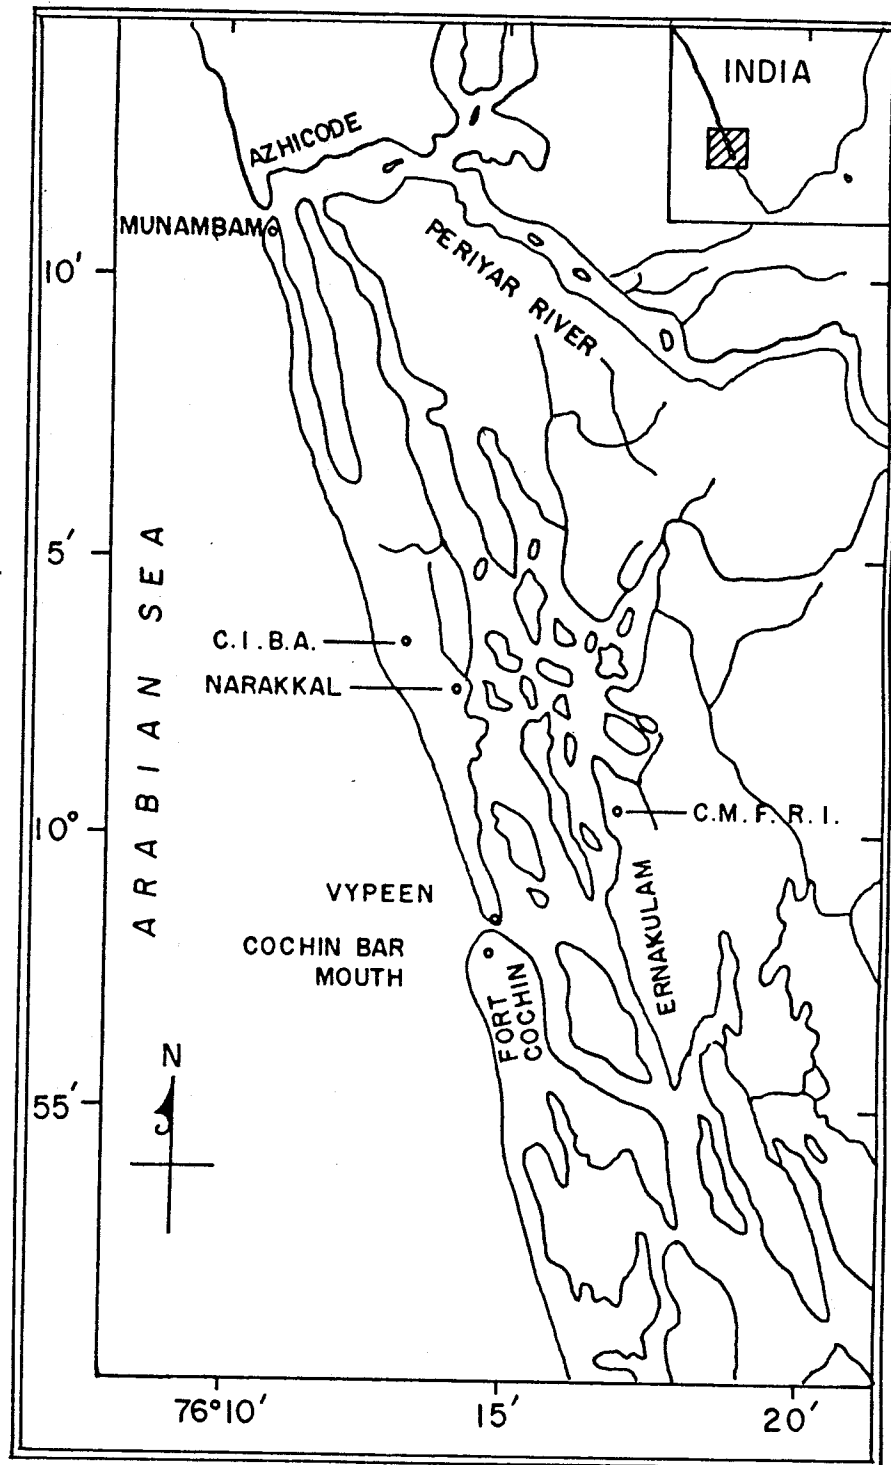 INDIA
AZHICODE
MUNAMBAM
PERIYAR RIVER
10′
5′
ARABIAN SEA
C.I.B.A.
NARAKKAL
C.M.F.R.I.
10°
VYPEEN
COCHIN BAR
MOUTH
FORT
COCHIN
ERNAKULAM
N
55′
76°10′
15′
20′